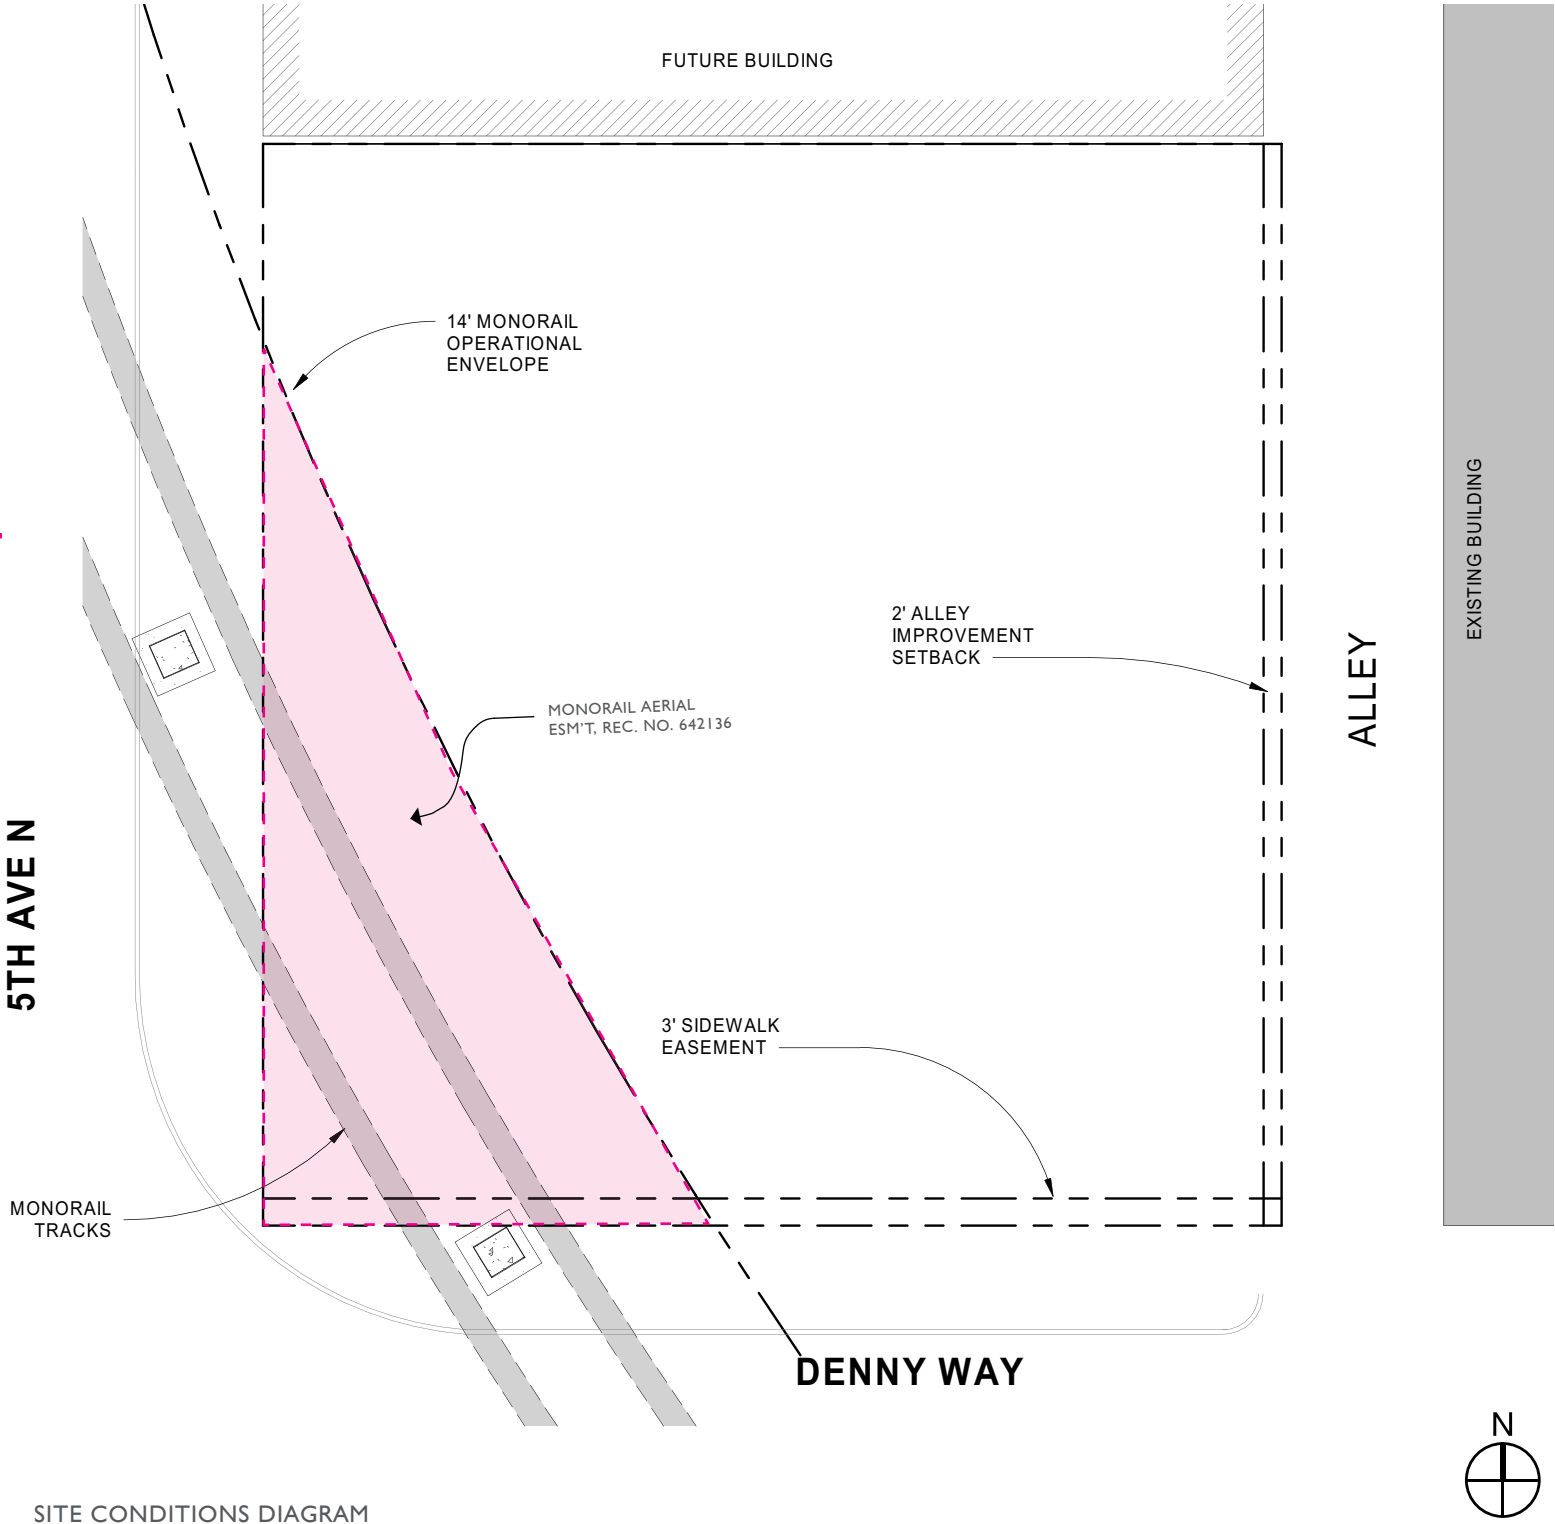 FUTURE BUILDING
14' MONORAIL
OPERATIONAL
ENVELOPE
EXISTING BUILDING
2' ALLEY
IMPROVEMENT
SETBACK
ALLEY
MONORAIL AERIAL
ESM'T, REC. NO. 642136
5TH AVE N
3' SIDEWALK
EASEMENT
MONORAIL
TRACKS
DENNY WAY
N
SITE CONDITIONS DIAGRAM